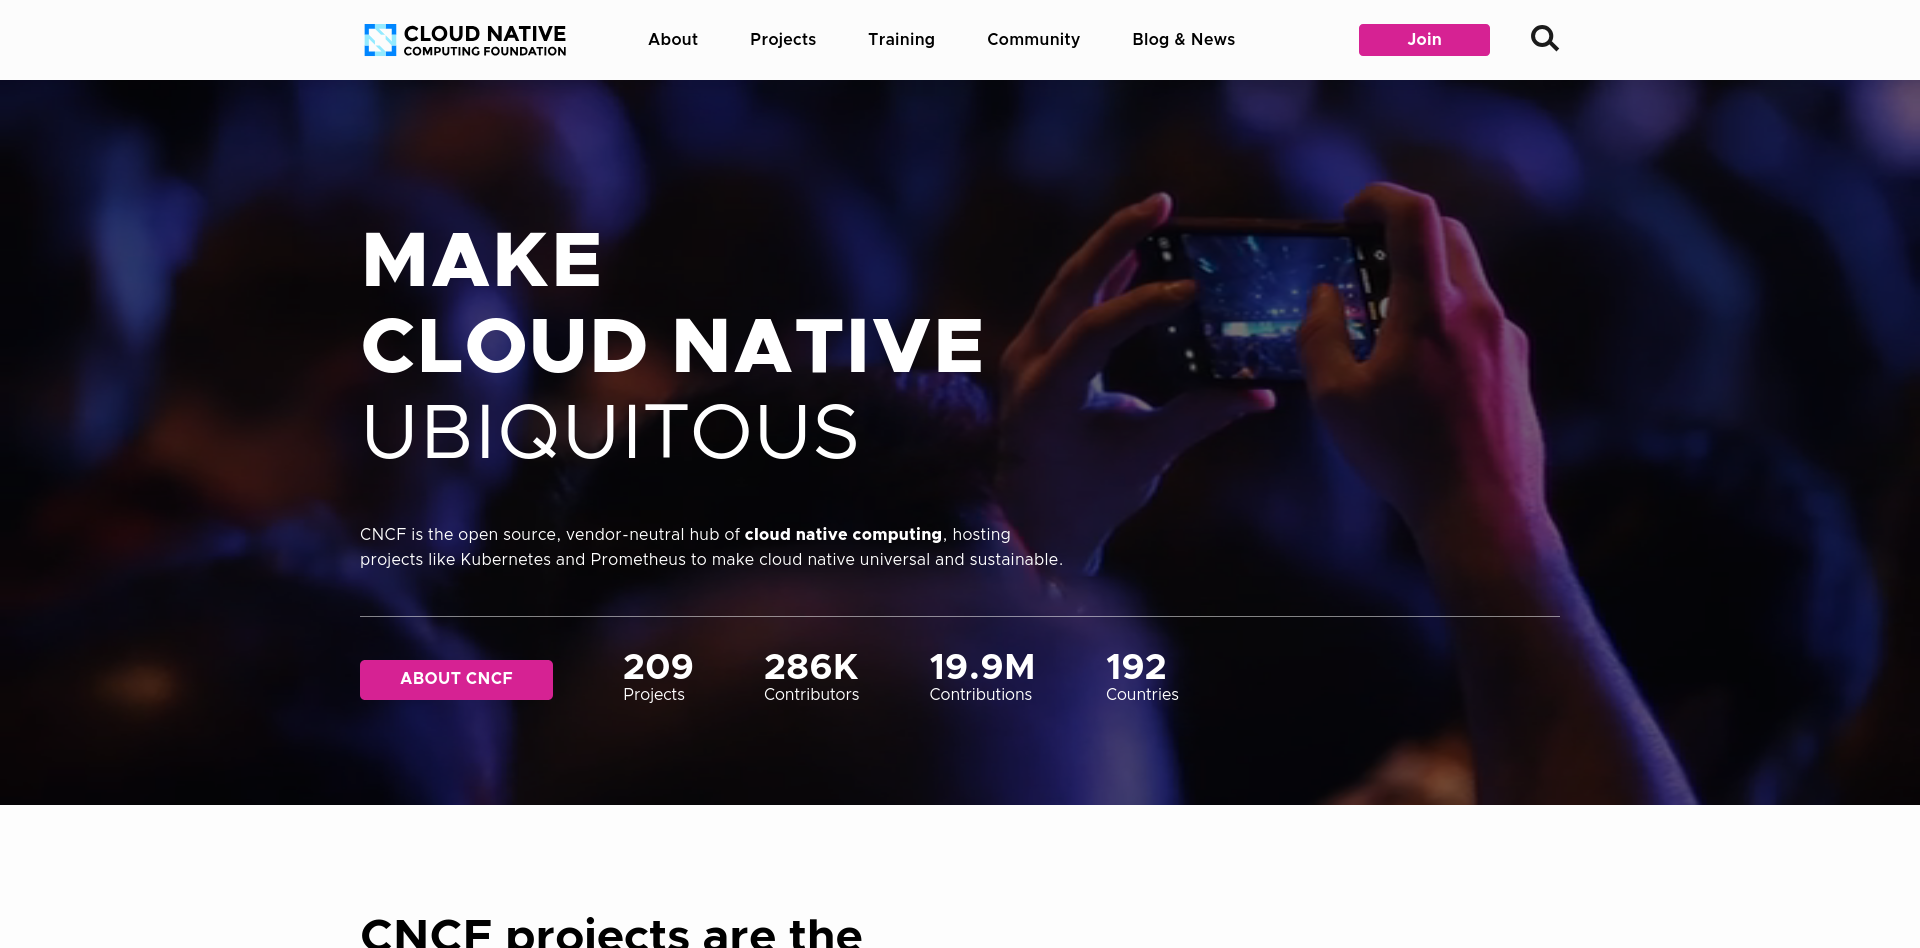 CLOUD NATIVE
COMPUTING FOUNDATION
About
Projects
Training
Community
Blog & News
Join
MAKE
CLOUD NATIVE
UBIQUITOUS
CNCF is the open source, vendor-neutral hub of cloud native computing, hosting
projects like Kubernetes and Prometheus to make cloud native universal and sustainable.
ABOUT CNCF
209
Projects
286K
Contributors
19.9M
Contributions
192
Countries
CNCF projects are the